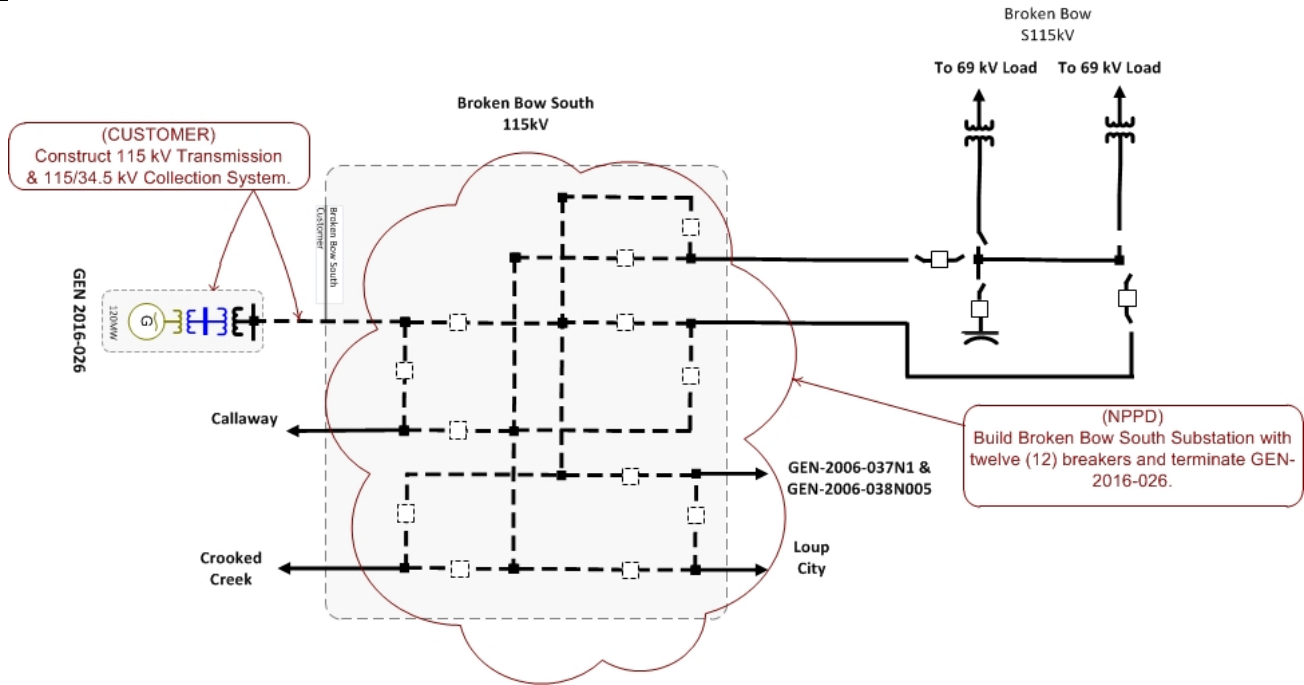 Broken Bow
S115kV
To 69 kV Load
To 69 kV Load
Broken Bow South
115kV
(CUSTOMER)
Construct 115 kV Transmission
& 115/34.5 kV Collection System.
Broken Bow South
Customer
GEN 2016-026
120MW
G
Callaway
(NPPD)
Build Broken Bow South Substation with
twelve (12) breakers and terminate GEN-
2016-026.
GEN-2006-037N1 &
GEN-2006-038N005
Crooked
Creek
Loup
City